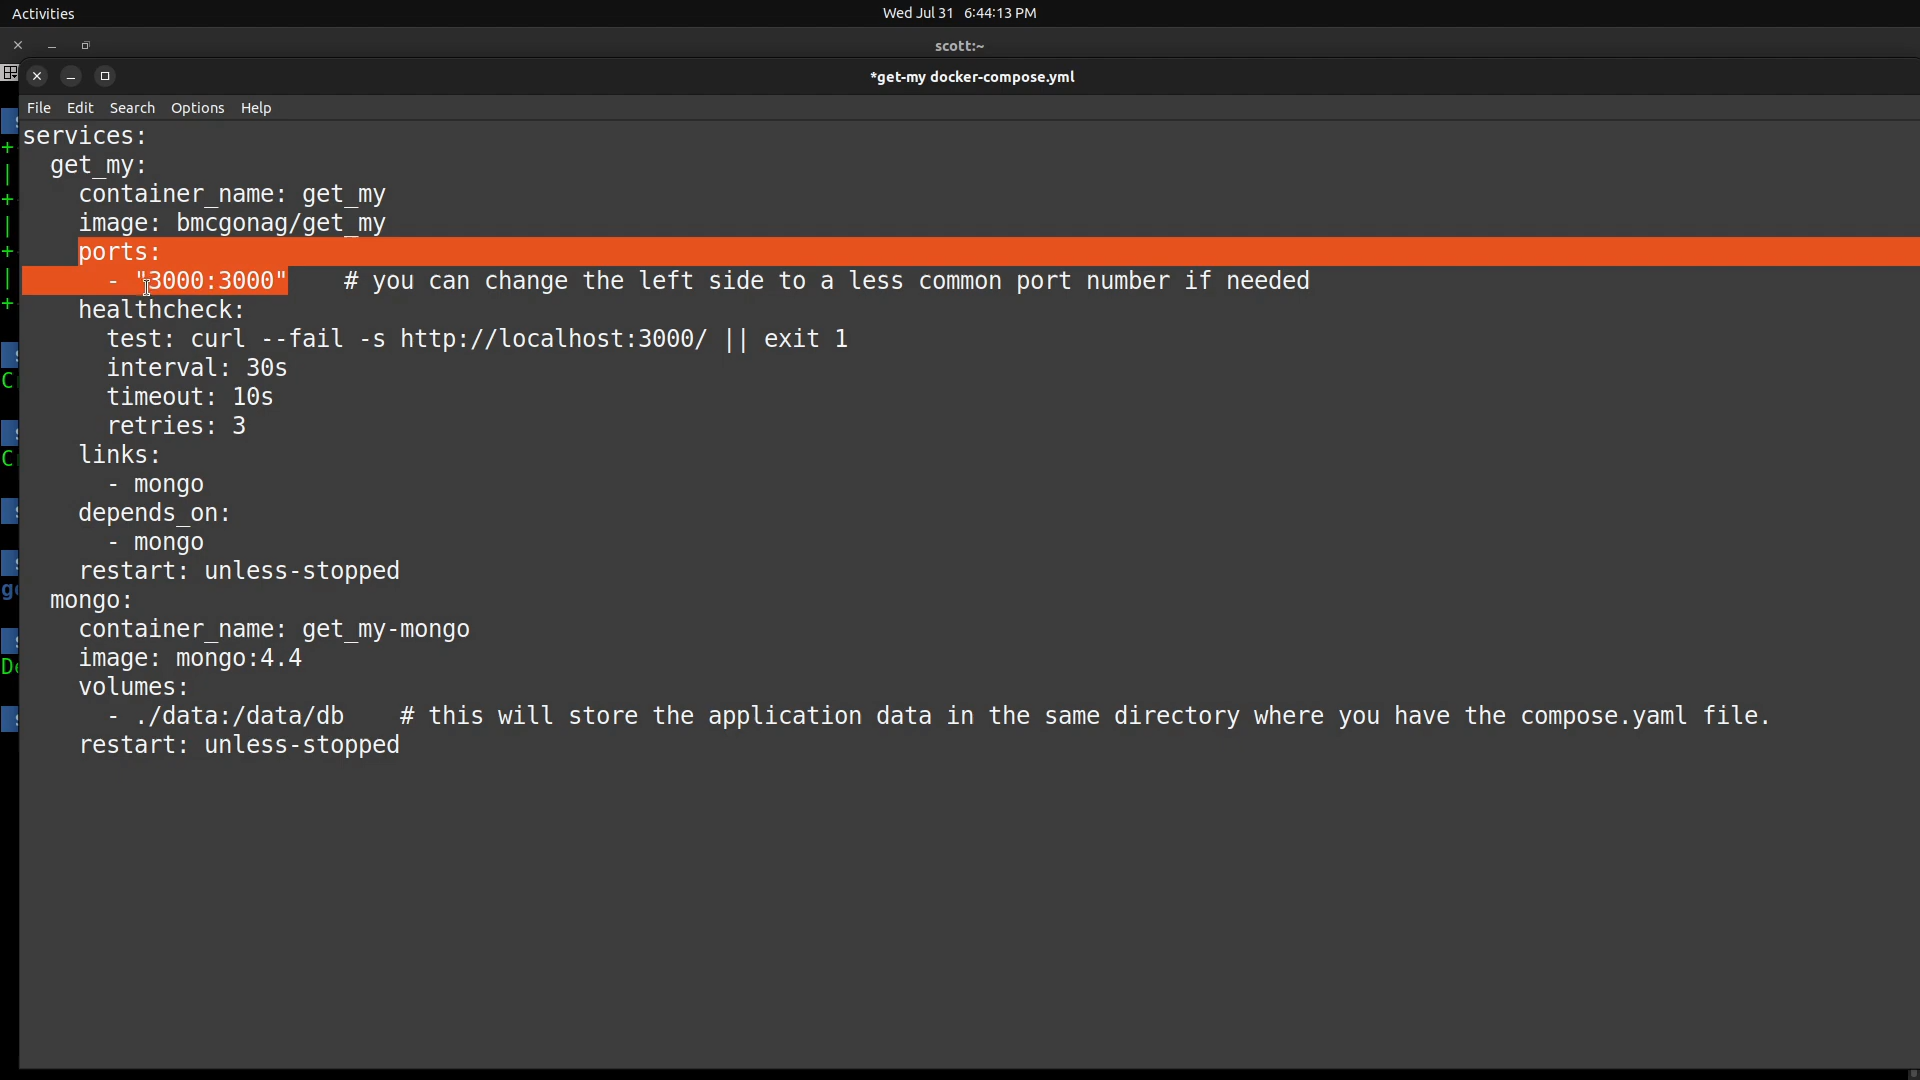 Activities
Wed Jul 31 6:44:13 PM
scott:~
*get-my docker-compose.yml
File Edit Search Options Help
services:
  get_my:
    container_name: get_my
    image: bmcgonag/get_my
    ports:
      - "3000:3000"    # you can change the left side to a less common port number if needed
    healthcheck:
      test: curl --fail -s http://localhost:3000/ || exit 1
      interval: 30s
      timeout: 10s
      retries: 3
    links:
      - mongo
    depends_on:
      - mongo
    restart: unless-stopped
  mongo:
    container_name: get_my-mongo
    image: mongo:4.4
    volumes:
      - ./data:/data/db    # this will store the application data in the same directory where you have the compose.yaml file.
    restart: unless-stopped